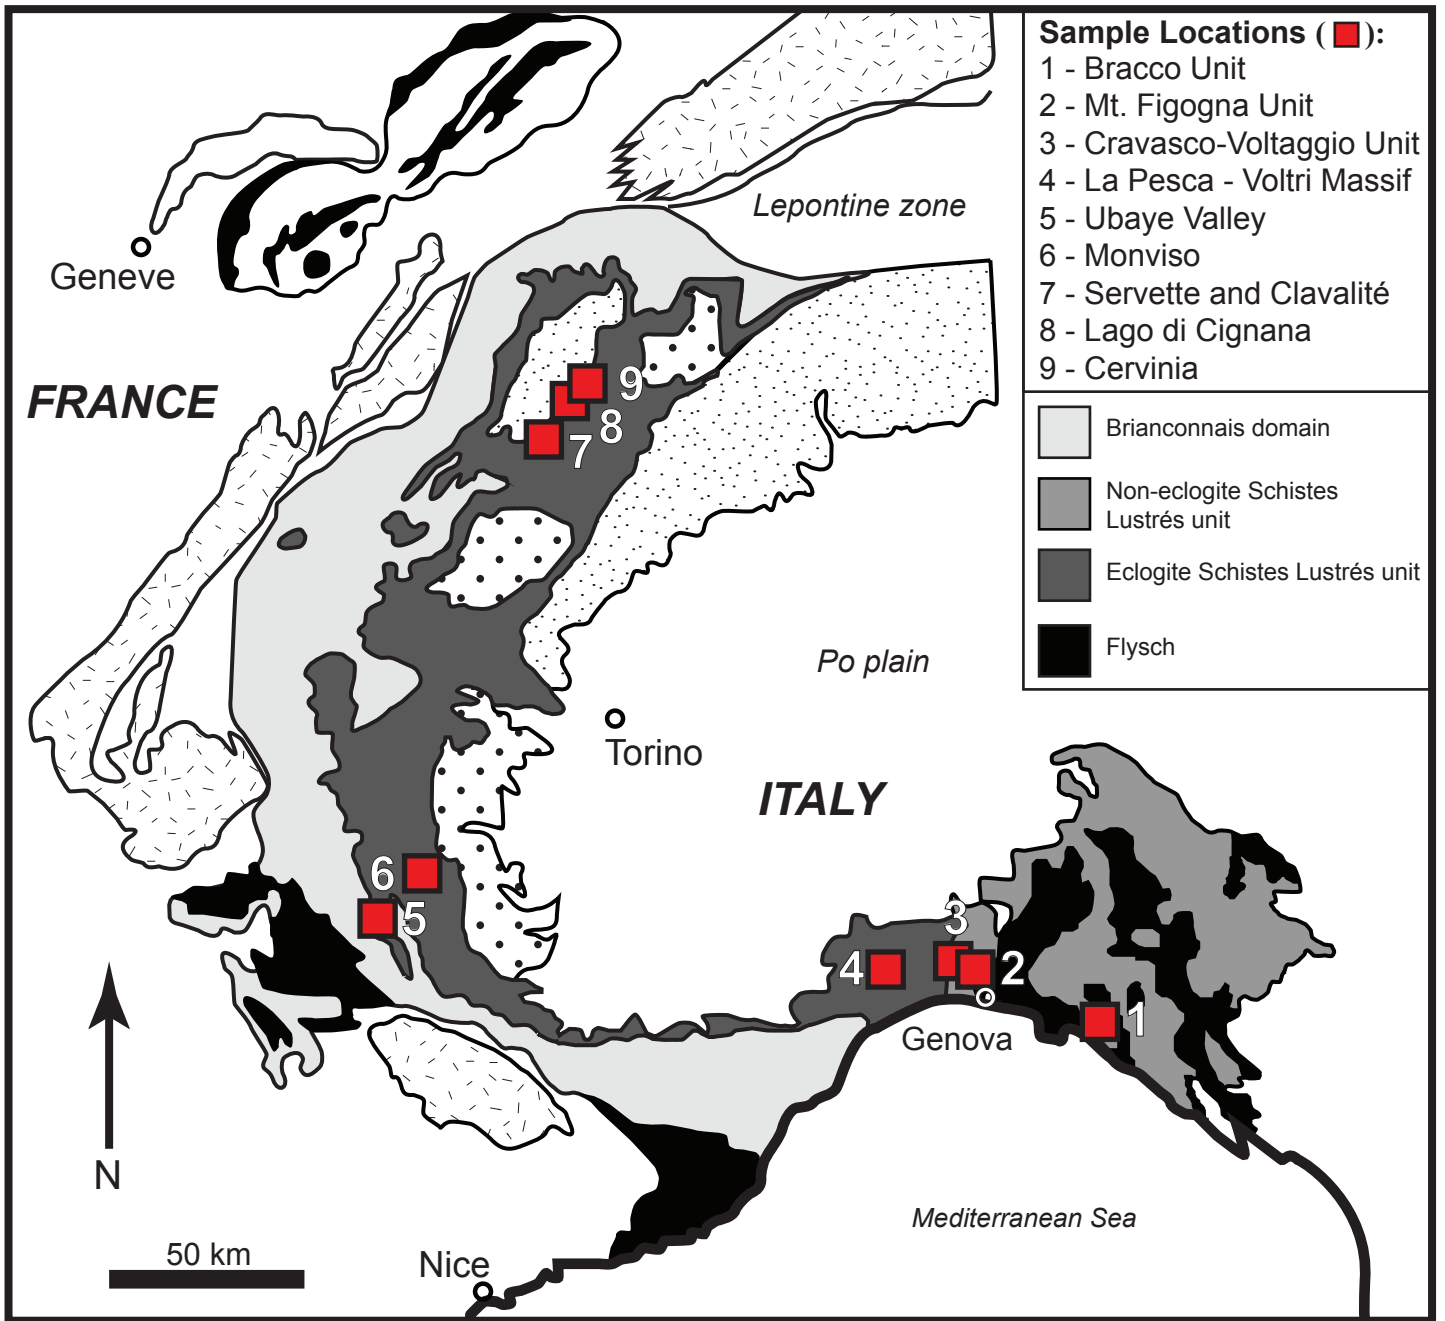 Sample Locations ( ):
1 - Bracco Unit
2 - Mt. Figogna Unit
3 - Cravasco-Voltaggio Unit
4 - La Pesca - Voltri Massif
5 - Ubaye Valley
6 - Monviso
7 - Servette and Clavalité
8 - Lago di Cignana
9 - Cervinia
Brianconnais domain
Non-eclogite Schistes
Lustrés unit
Eclogite Schistes Lustrés unit
Flysch
Lepontine zone
Geneve
FRANCE
9
8
7
Po plain
Torino
ITALY
6
5
3
4
2
1
Genova
N
Mediterranean Sea
50 km
Nice